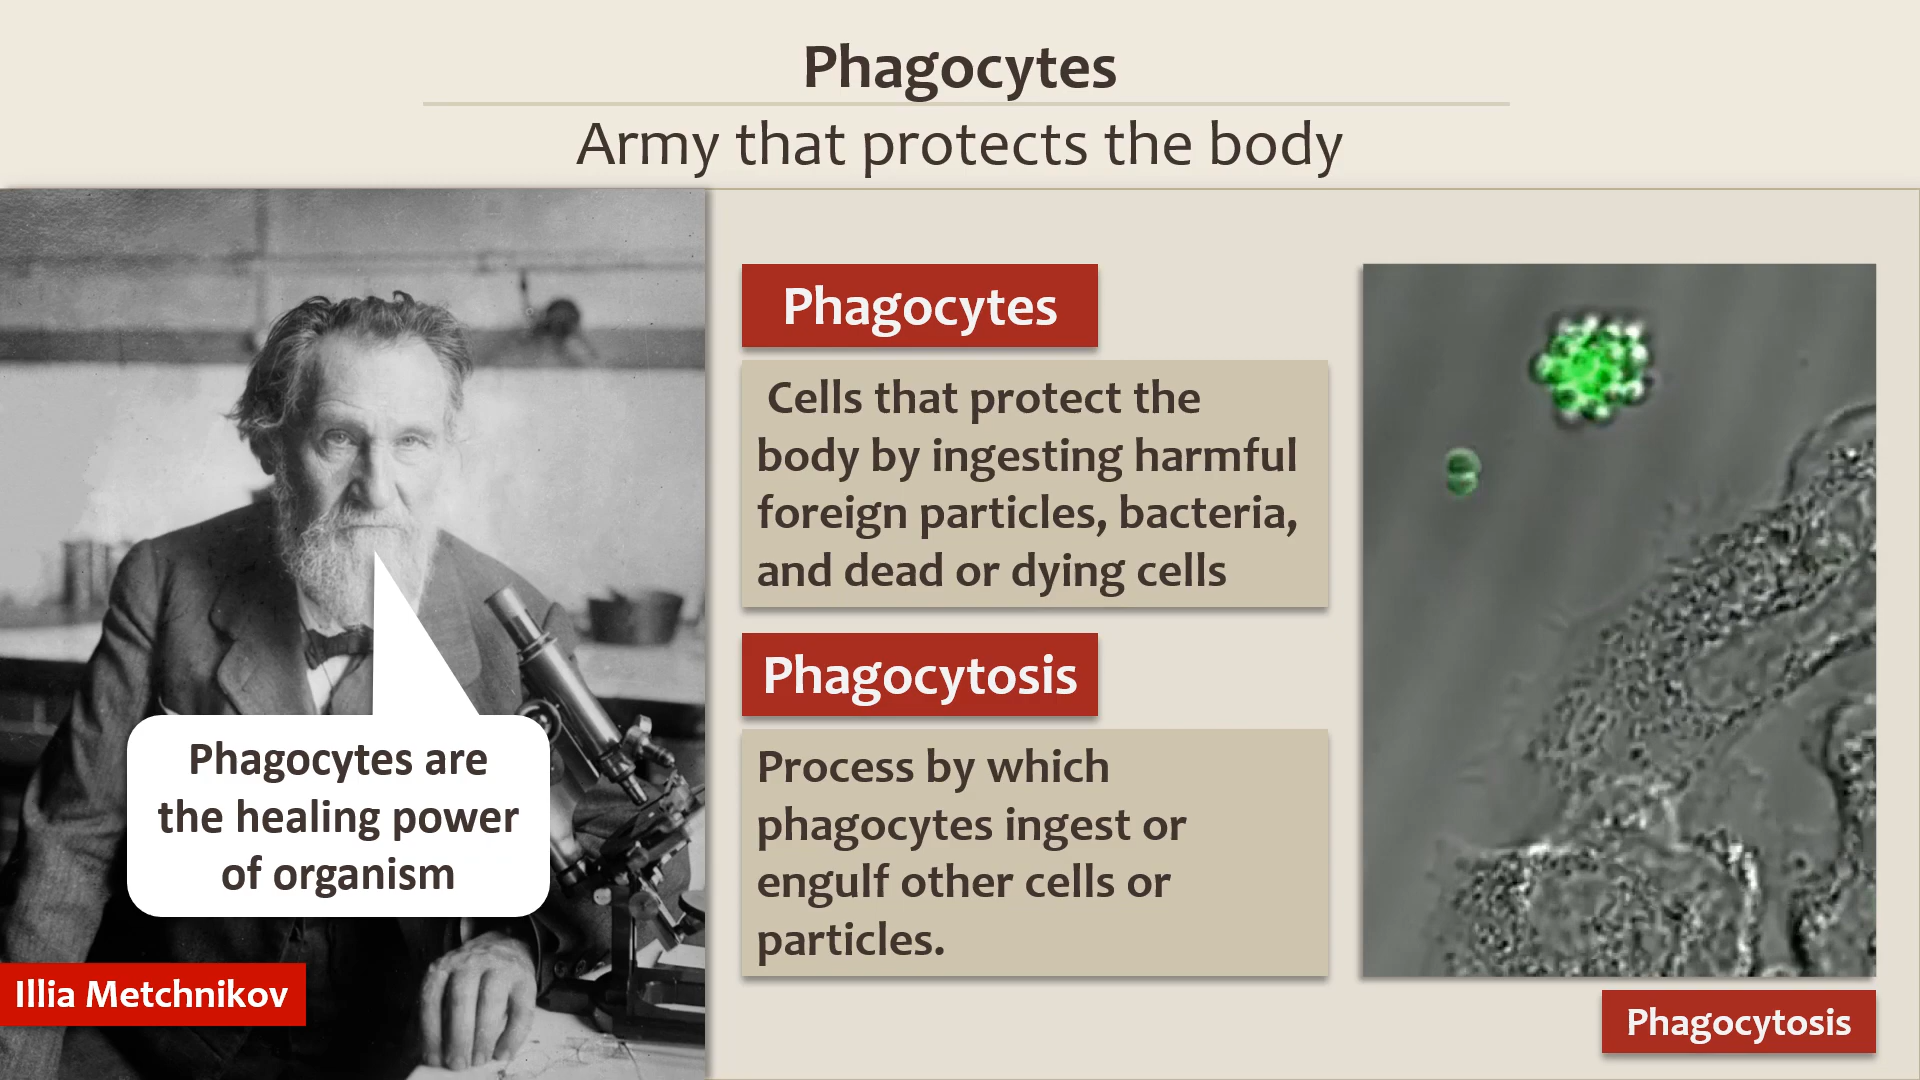 Phagocytes
Army that protects the body
Phagocytes are
the healing power
of organism
Illia Metchnikov
Phagocytes
Cells that protect the
body by ingesting harmful
foreign particles, bacteria,
and dead or dying cells
Phagocytosis
Process by which
phagocytes ingest or
engulf other cells or
particles.
Phagocytosis